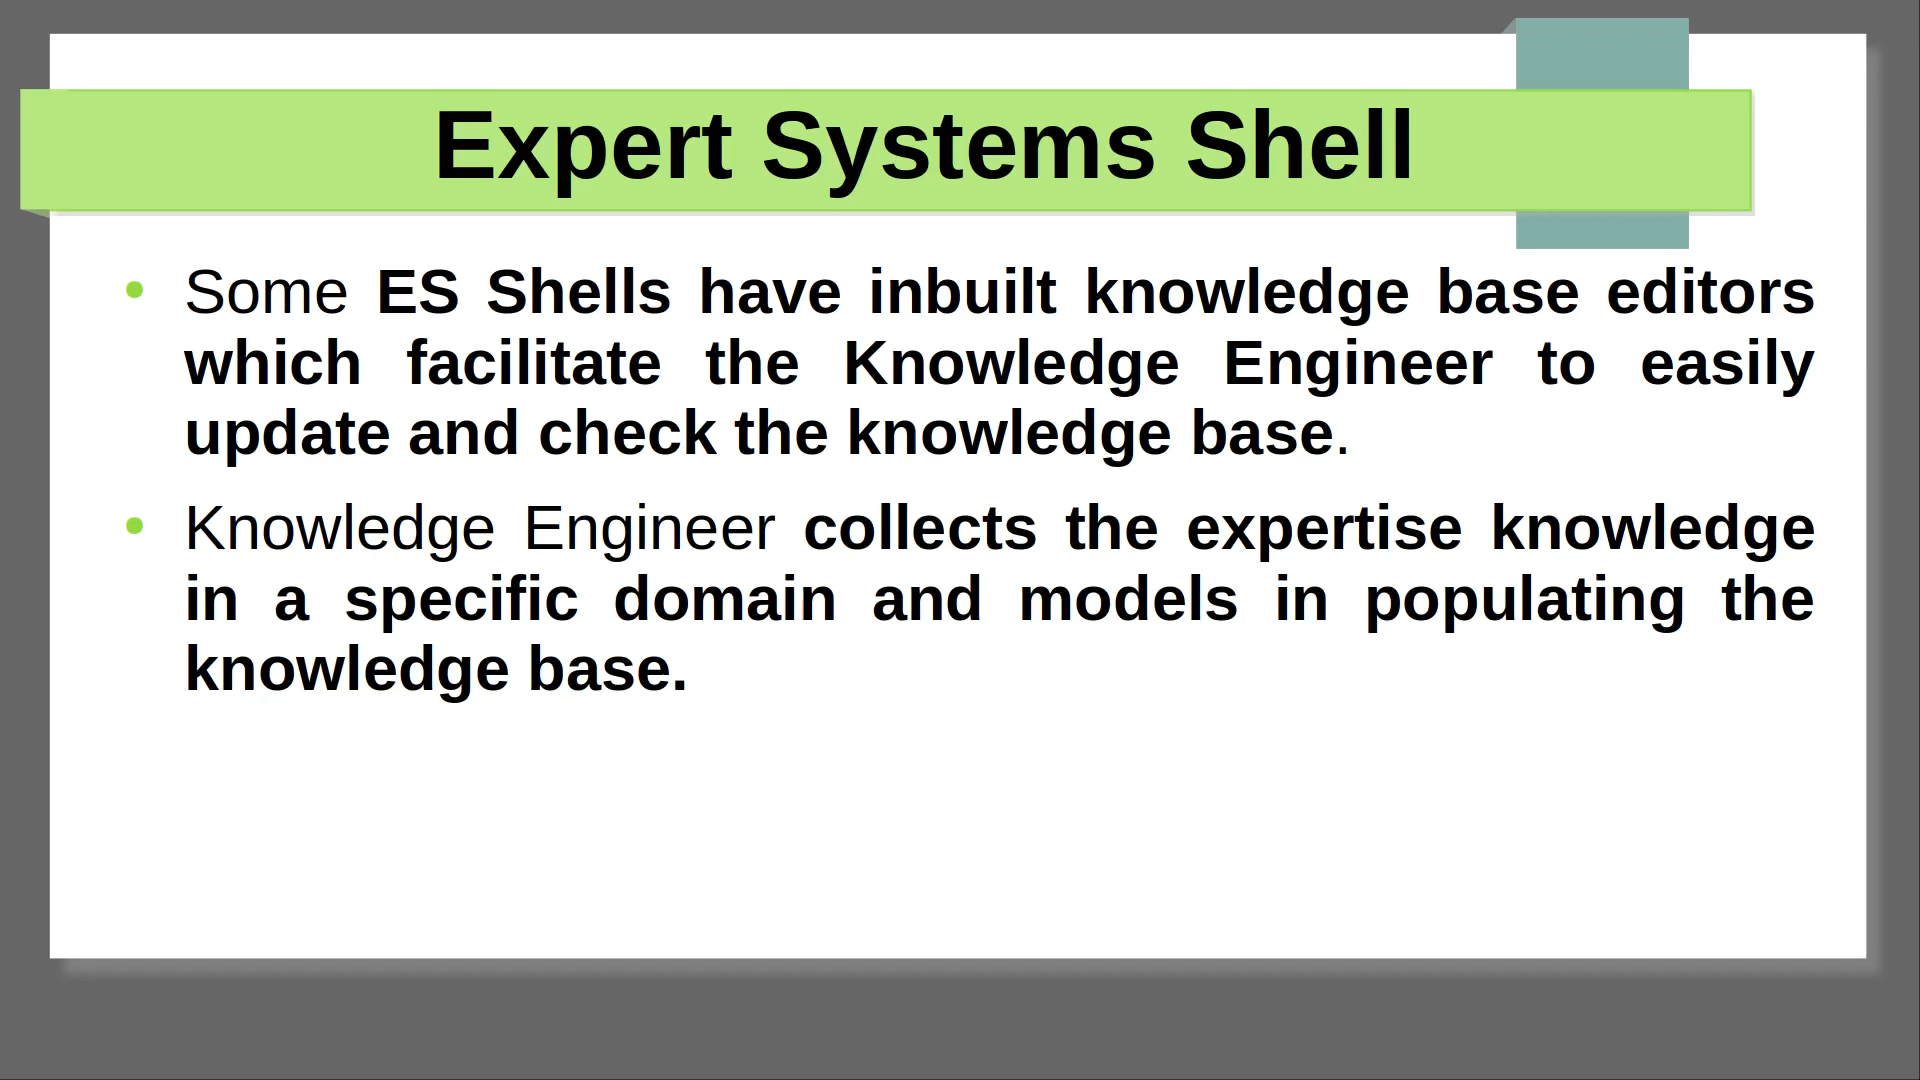 Expert Systems Shell
• Some ES Shells have inbuilt knowledge base editors
which facilitate the Knowledge Engineer to easily
update and check the knowledge base.
• Knowledge Engineer collects the expertise knowledge
in a specific domain and models in populating the
knowledge base.